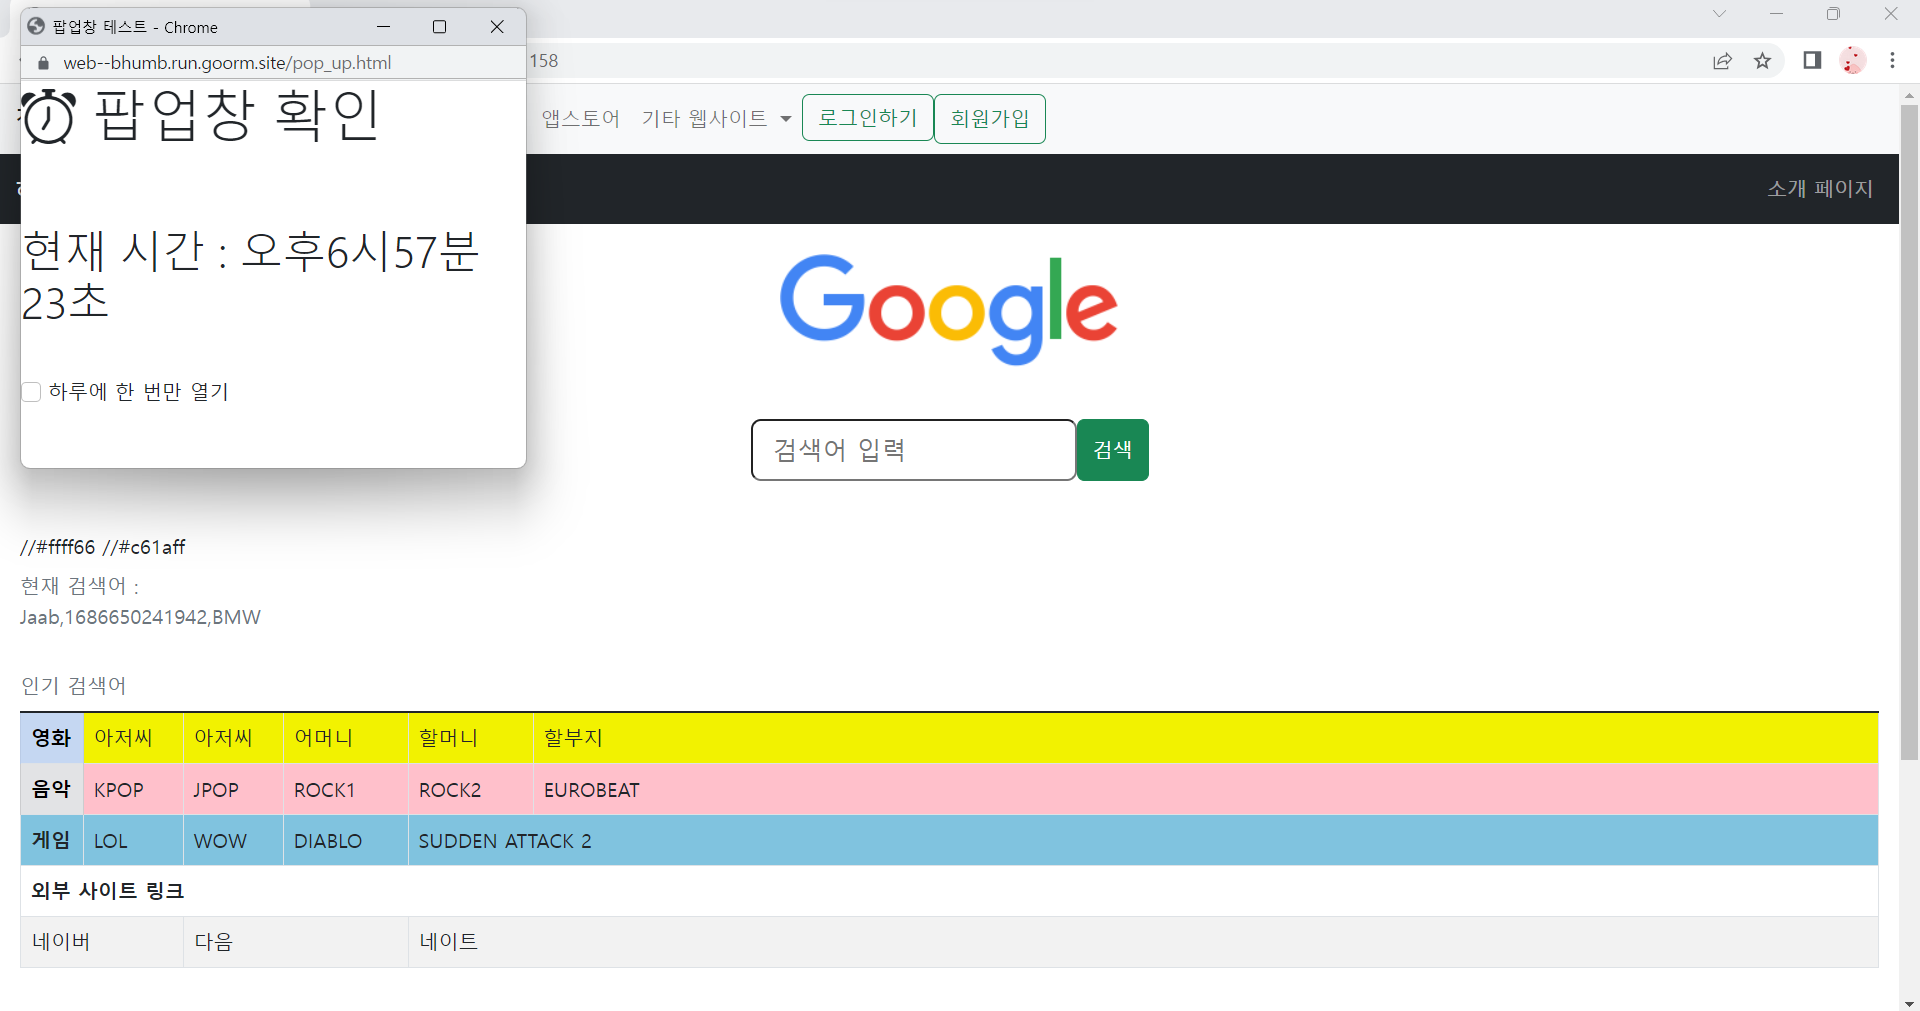 팝업창 테스트 - Chrome
web--bhumb.run.goorm.site/pop_up.html
158
팝업창 확인
앱스토어 기타 웹사이트 로그인하기 회원가입
소개 페이지
현재 시간 : 오후6시57분
23초
하루에 한 번만 열기
Google
검색어 입력 검색
//#ffff66 //#c61aff
현재 검색어 :
Jaab,1686650241942,BMW
인기 검색어
영화 아저씨 아저씨 어머니 할머니 할부지
음악 KPOP JPOP ROCK1 ROCK2 EUROBEAT
게임 LOL WOW DIABLO SUDDEN ATTACK 2
외부 사이트 링크
네이버 다음 네이트